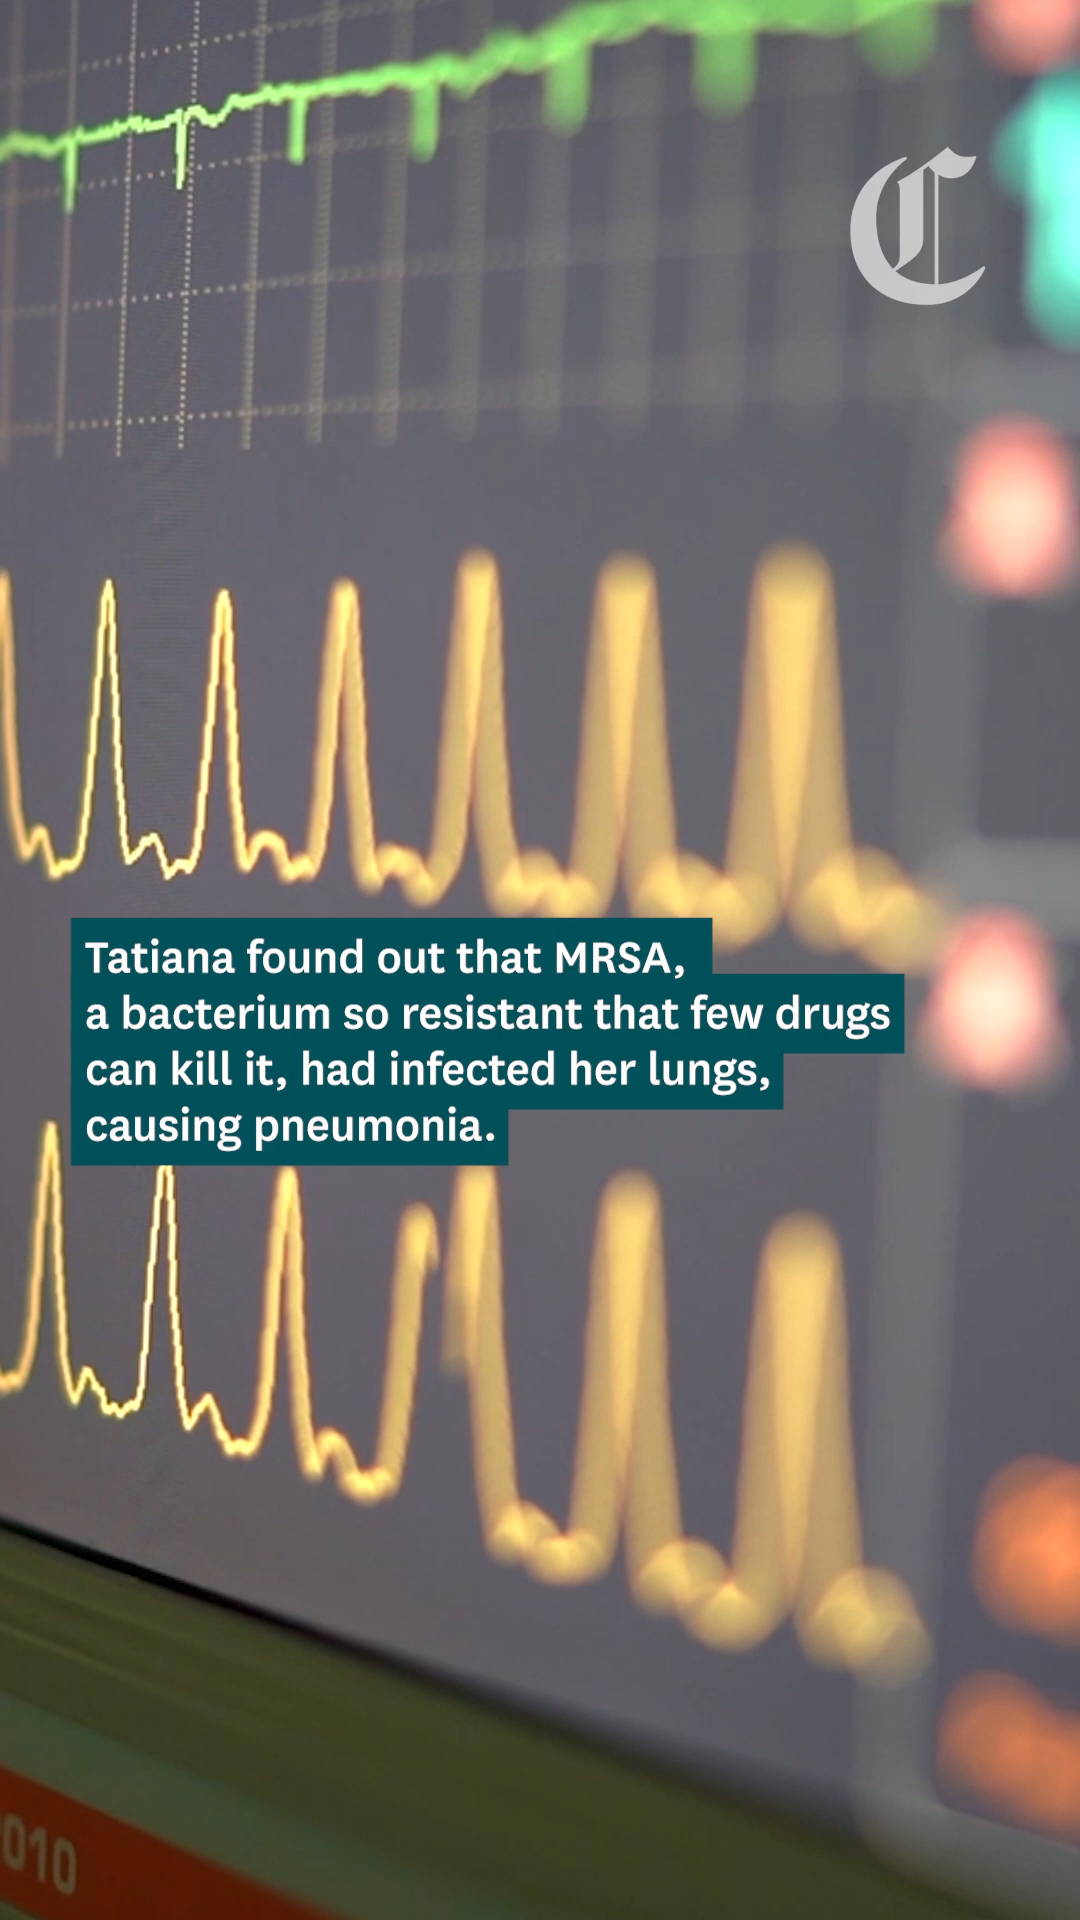 C
Tatiana found out that MRSA,
a bacterium so resistant that few drugs
can kill it, had infected her lungs,
causing pneumonia.
010